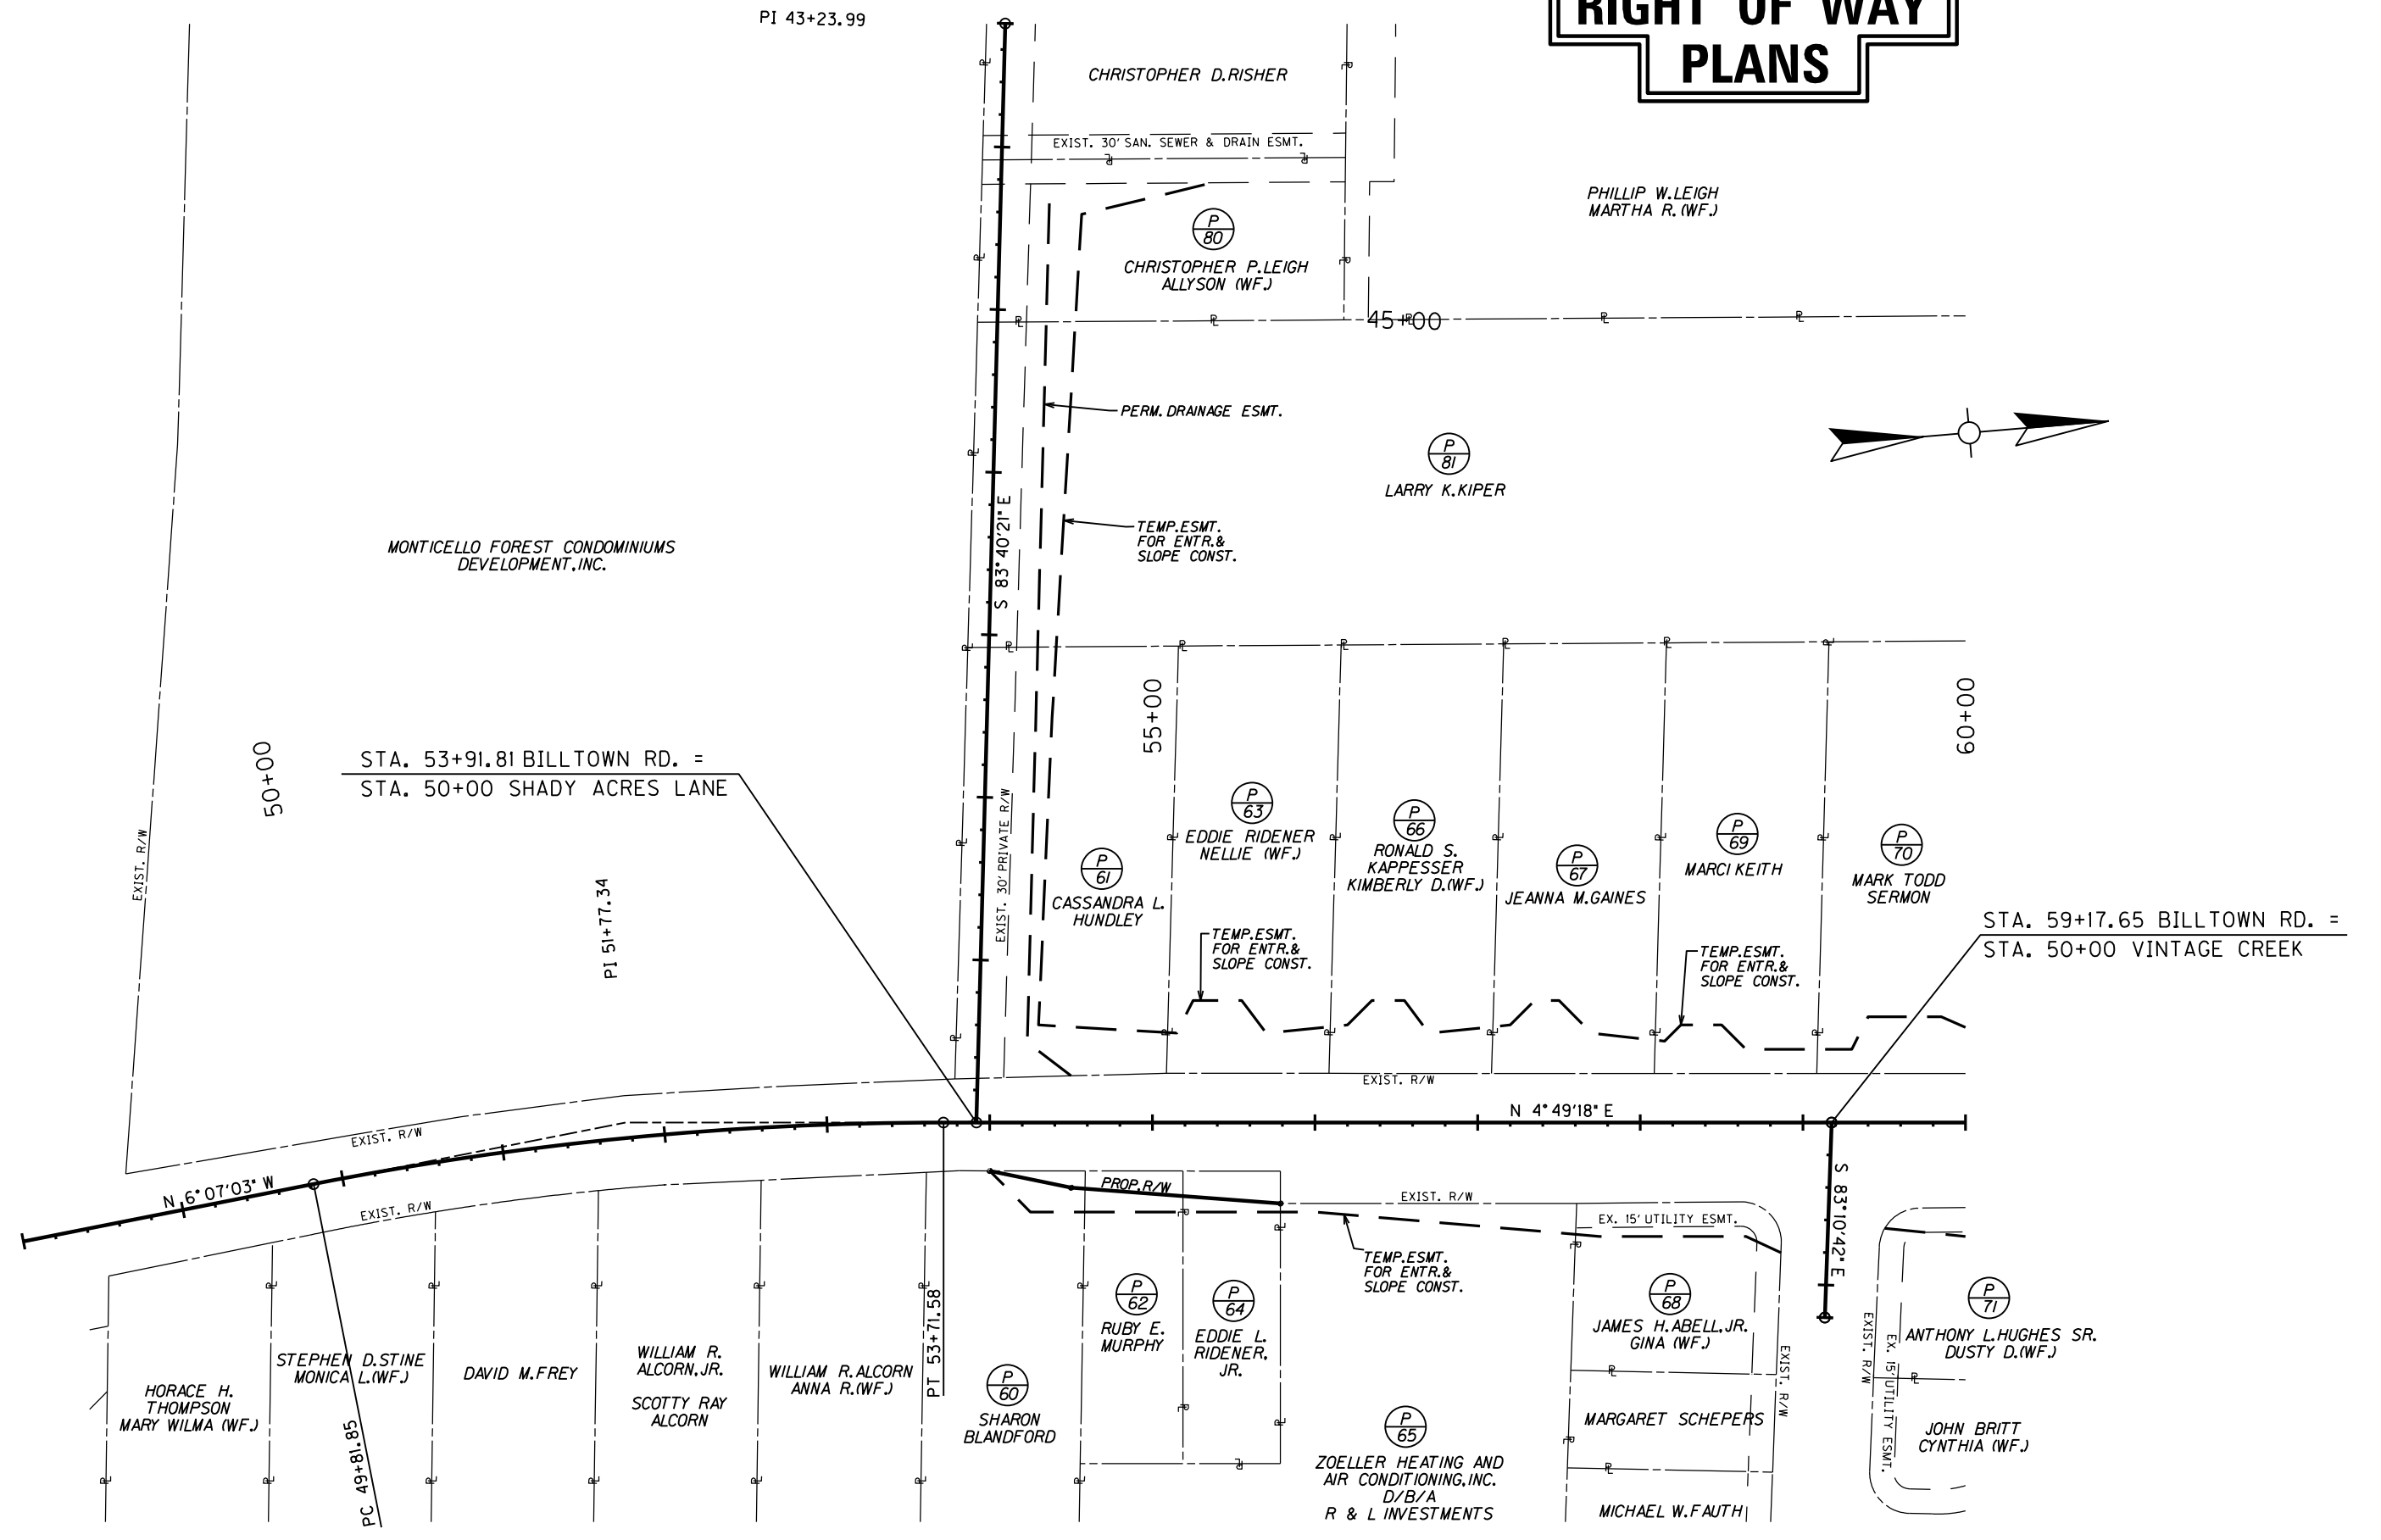 PI 43+23.99
RIGHT OF WAY
PLANS
CHRISTOPHER D. RISHER
EXIST. 30' SAN. SEWER & DRAIN ESMT.
PHILLIP W. LEIGH
MARTHA R. (WF.)
P
80
CHRISTOPHER P. LEIGH
ALLYSON (WF.)
45+00
PERM. DRAINAGE ESMT.
P
81
LARRY K. KIPER
S 83°40'21" E
TEMP. ESMT.
FOR ENTR. &
SLOPE CONST.
MONTICELLO FOREST CONDOMINIUMS
DEVELOPMENT, INC.
50+00
STA. 53+91.81 BILLTOWN RD. =
STA. 50+00 SHADY ACRES LANE
55+00
60+00
EXIST. R/W
PI 51+77.34
EXIST. 30' PRIVATE R/W
P
61
CASSANDRA L.
HUNDLEY
P
63
EDDIE RIDENER
NELLIE (WF.)
P
66
RONALD S.
KAPPESSER
KIMBERLY D. (WF.)
P
67
JEANNA M. GAINES
P
69
MARCI KEITH
P
70
MARK TODD
SERMON
STA. 59+17.65 BILLTOWN RD. =
STA. 50+00 VINTAGE CREEK
TEMP. ESMT.
FOR ENTR. &
SLOPE CONST.
TEMP. ESMT.
FOR ENTR. &
SLOPE CONST.
EXIST. R/W
N 4°49'18" E
EXIST. R/W
N 6°07'03" W
EXIST. R/W
PROP. R/W
EXIST. R/W
EX. 15' UTILITY ESMT.
S 83°10'42" E
TEMP. ESMT.
FOR ENTR. &
SLOPE CONST.
PC 49+81.85
PT 53+71.58
HORACE H.
THOMPSON
MARY WILMA (WF.)
STEPHEN D. STINE
MONICA L. (WF.)
DAVID M. FREY
WILLIAM R.
ALCORN, JR.
SCOTTY RAY
ALCORN
WILLIAM R. ALCORN
ANNA R. (WF.)
P
60
SHARON
BLANDFORD
P
62
RUBY E.
MURPHY
P
64
EDDIE L.
RIDENER,
JR.
P
65
ZOELLER HEATING AND
AIR CONDITIONING, INC.
D/B/A
R & L INVESTMENTS
P
68
JAMES H. ABELL, JR.
GINA (WF.)
MARGARET SCHEPERS
MICHAEL W. FAUTH
EXIST. R/W
EXIST. R/W
EX. 15' UTILITY ESMT.
P
71
ANTHONY L. HUGHES SR.
DUSTY D. (WF.)
JOHN BRITT
CYNTHIA (WF.)